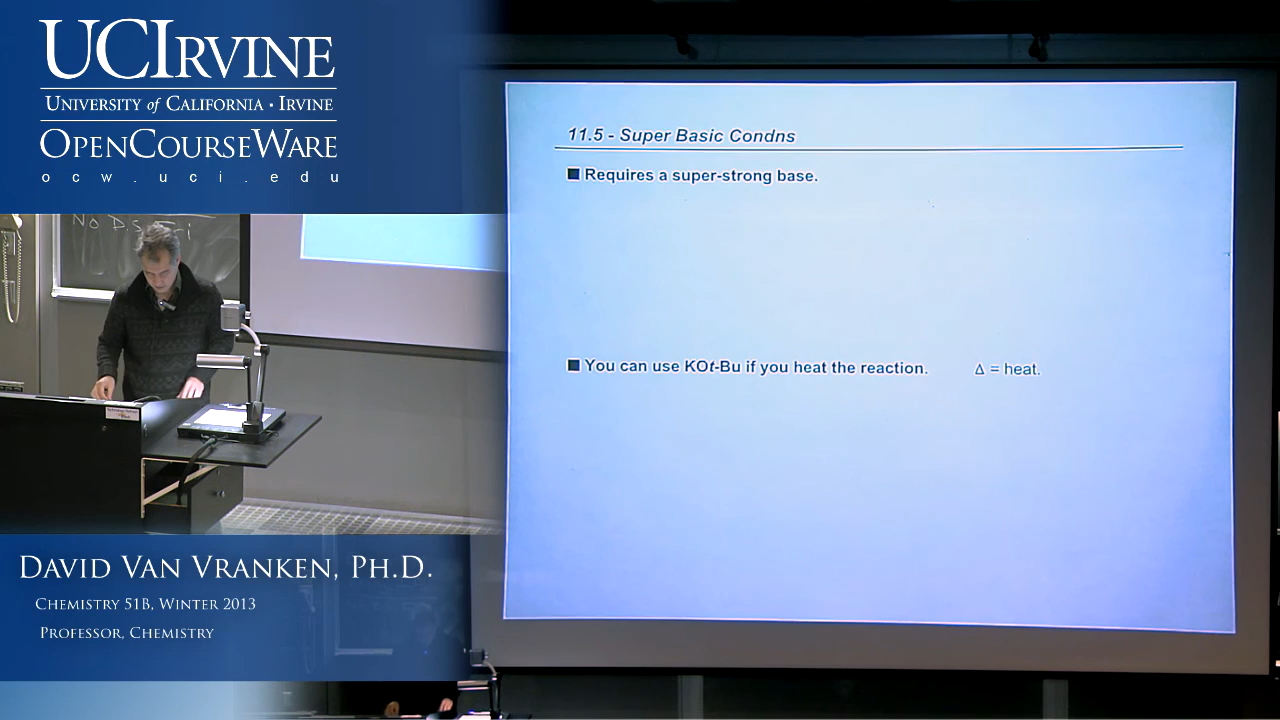 UCIRVINE
UNIVERSITY of CALIFORNIA • IRVINE
OPENCOURSEWARE
ocw.uci.edu
No
DAVID VAN VRANKEN, PH.D.
CHEMISTRY 51B, WINTER 2013
PROFESSOR, CHEMISTRY
11.5 - Super Basic Condns
■ Requires a super-strong base.
■ You can use KOt-Bu if you heat the reaction. Δ = heat.